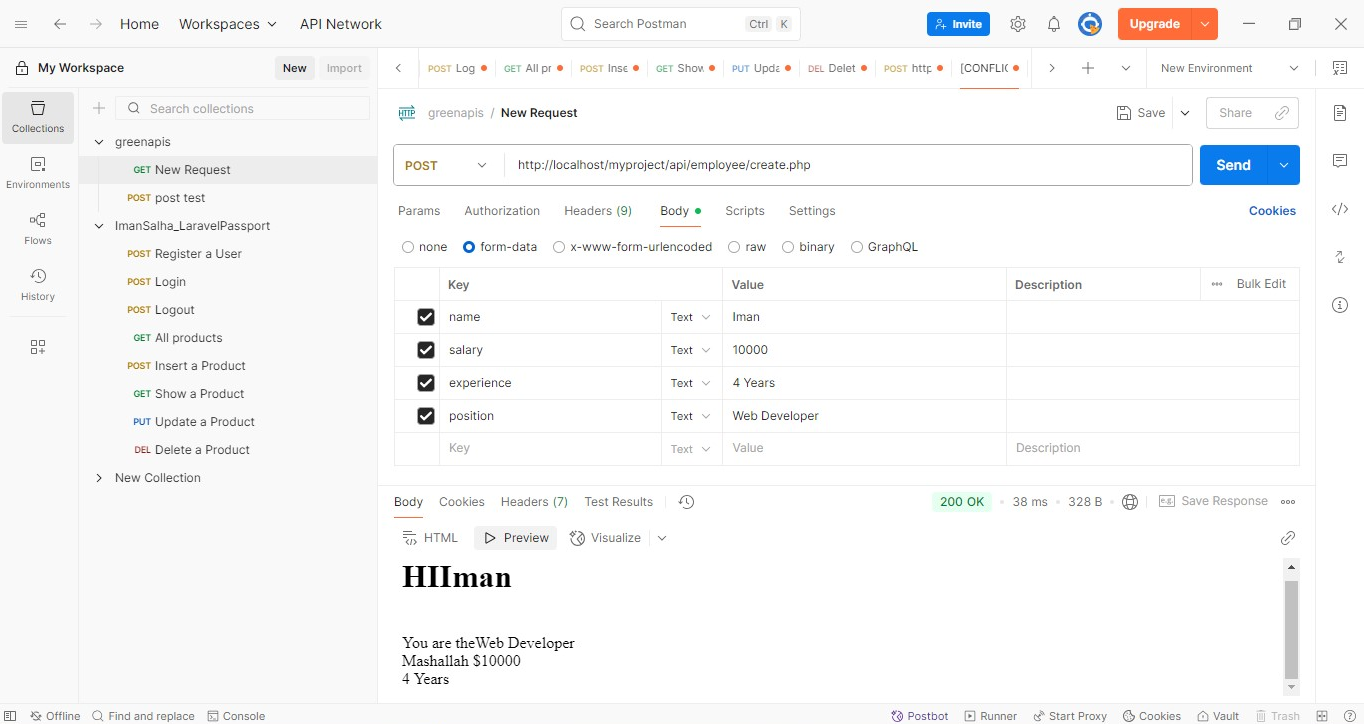 Home Workspaces API Network Search Postman Ctrl K Invite Upgrade
My Workspace New Import
POST Log GET All pr POST Inse GET Show PUT Upda DEL Delet POST http [CONFLIC New Environment
Collections
Environments
Flows
History
Search collections
greenapis
GET New Request
POST post test
ImanSalha_LaravelPassport
POST Register a User
POST Login
POST Logout
GET All products
POST Insert a Product
GET Show a Product
PUT Update a Product
DEL Delete a Product
New Collection
HTTP greenapis / New Request Save Share
POST http://localhost/myproject/api/employee/create.php Send
Params Authorization Headers (9) Body Scripts Settings Cookies
none form-data x-www-form-urlencoded raw binary GraphQL
Key Value Description Bulk Edit
name Text Iman
salary Text 10000
experience Text 4 Years
position Text Web Developer
Key Text Value Description
Body Cookies Headers (7) Test Results 200 OK 38 ms 328 B e.g. Save Response
HTML Preview Visualize
HIIman
You are theWeb Developer
Mashallah $10000
4 Years
Offline Find and replace Console Postbot Runner Start Proxy Cookies Vault Trash